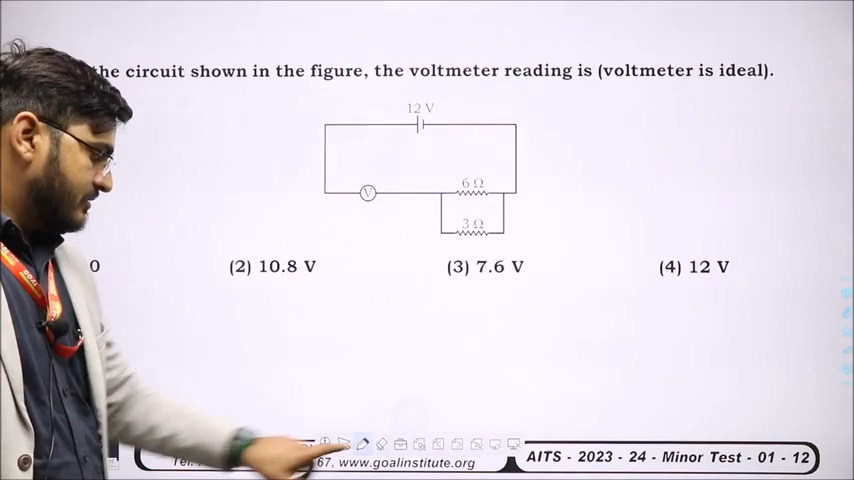 the circuit shown in the figure, the voltmeter reading is (voltmeter is ideal).
12 V
6 Ω
V
3 Ω
0
(2) 10.8 V
(3) 7.6 V
(4) 12 V
67, www.goalinstitute.org
AITS - 2023 - 24 - Minor Test - 01 - 12
GOAL